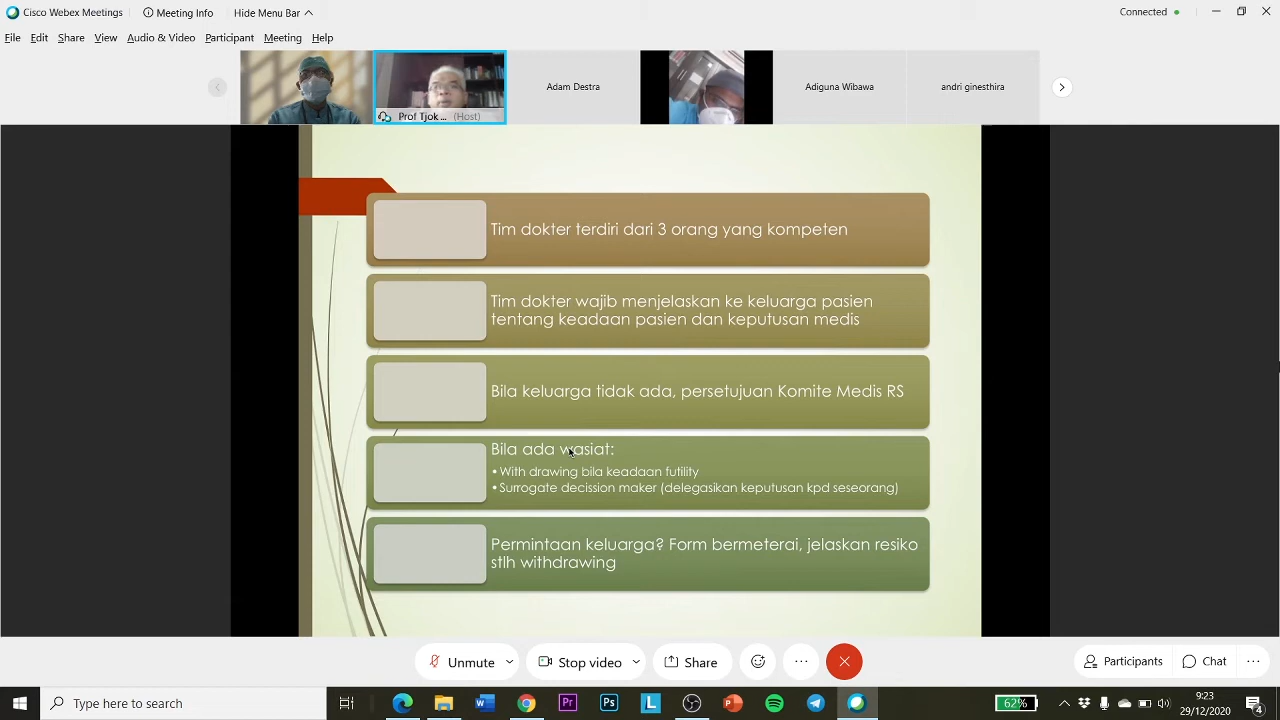 Cisco Webex Meetings
Meeting Info
Hide Menu Bar
Connected
File Edit Share View Audio & Video Participant Meeting Help
Adam Destra
Adiguna Wibawa
andri ginesthira
Prof Tjok ... (Host)
Tim dokter terdiri dari 3 orang yang kompeten
Tim dokter wajib menjelaskan ke keluarga pasien
tentang keadaan pasien dan keputusan medis
Bila keluarga tidak ada, persetujuan Komite Medis RS
Bila ada wasiat:
• With drawing bila keadaan futility
• Surrogate decission maker (delegasikan keputusan kpd seseorang)
Permintaan keluarga? Form bermeterai, jelaskan resiko
stlh withdrawing
Unmute
Stop video
Share
Participants
Chat
Type here to search
62%
9:23
29/12/2020
4